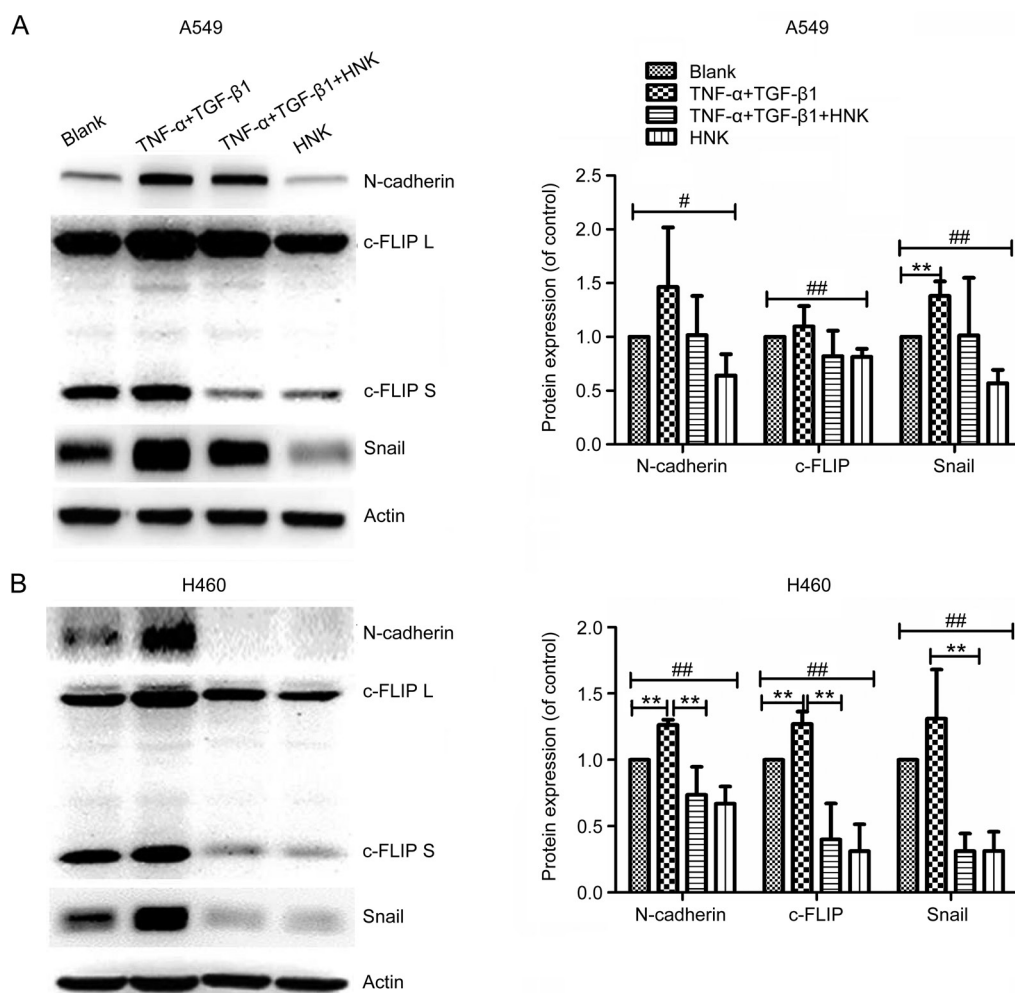 A
A549
Blank
TNF-α+TGF-β1
TNF-α+TGF-β1+HNK
HNK
N-cadherin
c-FLIP L
c-FLIP S
Snail
Actin
A549
Blank
TNF-α+TGF-β1
TNF-α+TGF-β1+HNK
HNK
Protein expression (of control)
2.5
2.0
1.5
1.0
0.5
0.0
#
##
##
**
N-cadherin
c-FLIP
Snail
B
H460
N-cadherin
c-FLIP L
c-FLIP S
Snail
Actin
H460
Protein expression (of control)
2.0
1.5
1.0
0.5
0.0
##
** **
##
** **
##
**
N-cadherin
c-FLIP
Snail